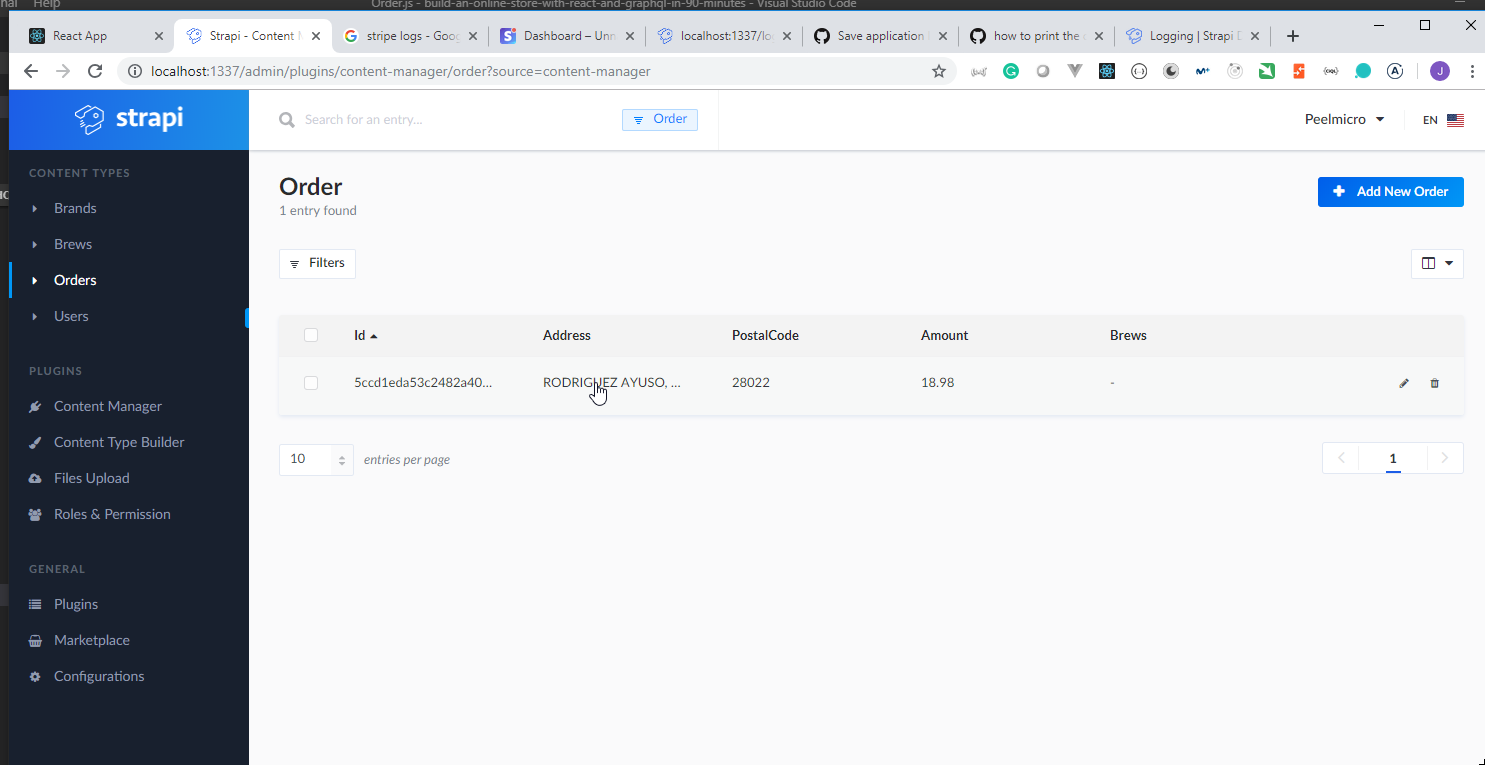 Help Order.js - build-an-online-store-with-react-and-graphql-in-90-minutes - Visual Studio Code
React App Strapi - Content stripe logs - Goog Dashboard – Unn localhost:1337/lo Save application how to print the Logging | Strapi
localhost:1337/admin/plugins/content-manager/order?source=content-manager
strapi
Search for an entry...
Order
Peelmicro
EN
CONTENT TYPES
Brands
Brews
Orders
Users
PLUGINS
Content Manager
Content Type Builder
Files Upload
Roles & Permission
GENERAL
Plugins
Marketplace
Configurations
Order
1 entry found
Add New Order
Filters
Id Address PostalCode Amount Brews
5ccd1eda53c2482a40... RODRIGUEZ AYUSO, ... 28022 18.98 -
10 entries per page
1